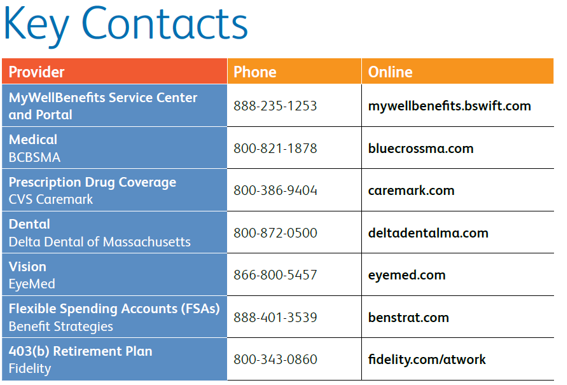 Key Contacts
Provider Phone Online
MyWellBenefits Service Center
and Portal 888-235-1253 mywellbenefits.bswift.com
Medical
BCBSMA 800-821-1878 bluecrossma.com
Prescription Drug Coverage
CVS Caremark 800-386-9404 caremark.com
Dental
Delta Dental of Massachusetts 800-872-0500 deltadentalma.com
Vision
EyeMed 866-800-5457 eyemed.com
Flexible Spending Accounts (FSAs)
Benefit Strategies 888-401-3539 benstrat.com
403(b) Retirement Plan
Fidelity 800-343-0860 fidelity.com/atwork